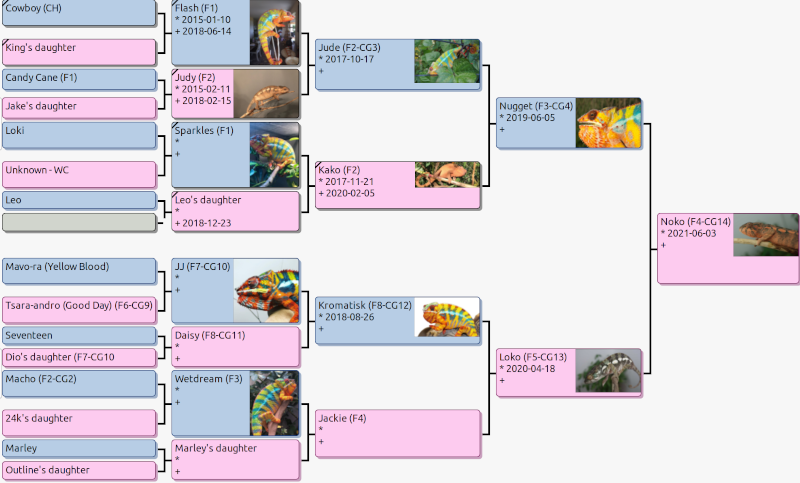 Cowboy (CH)
King's daughter
Candy Cane (F1)
Jake's daughter
Loki
Unknown - WC
Leo
Mavo-ra (Yellow Blood)
Tsara-andro (Good Day) (F6-CG9)
Seventeen
Dio's daughter (F7-CG10
Macho (F2-CG2)
24k's daughter
Marley
Outline's daughter
Flash (F1)
* 2015-01-10
+ 2018-06-14
Judy (F2)
* 2015-02-11
+ 2018-02-15
Sparkles (F1)
*
+
Leo's daughter
*
+ 2018-12-23
JJ (F7-CG10)
*
+
Daisy (F8-CG11)
*
+
Wetdream (F3)
*
+
Marley's daughter
*
+
Jude (F2-CG3)
* 2017-10-17
+
Kako (F2)
* 2017-11-21
+ 2020-02-05
Kromatisk (F8-CG12)
* 2018-08-26
+
Jackie (F4)
*
+
Nugget (F3-CG4)
* 2019-06-05
+
Loko (F5-CG13)
* 2020-04-18
+
Noko (F4-CG14)
* 2021-06-03
+